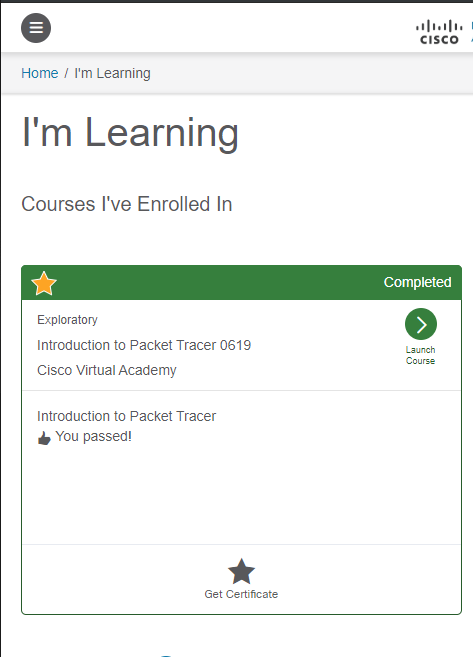 CISCO
Home / I'm Learning
I'm Learning
Courses I've Enrolled In
Completed
Exploratory
Introduction to Packet Tracer 0619
Cisco Virtual Academy
Launch
Course
Introduction to Packet Tracer
You passed!
Get Certificate